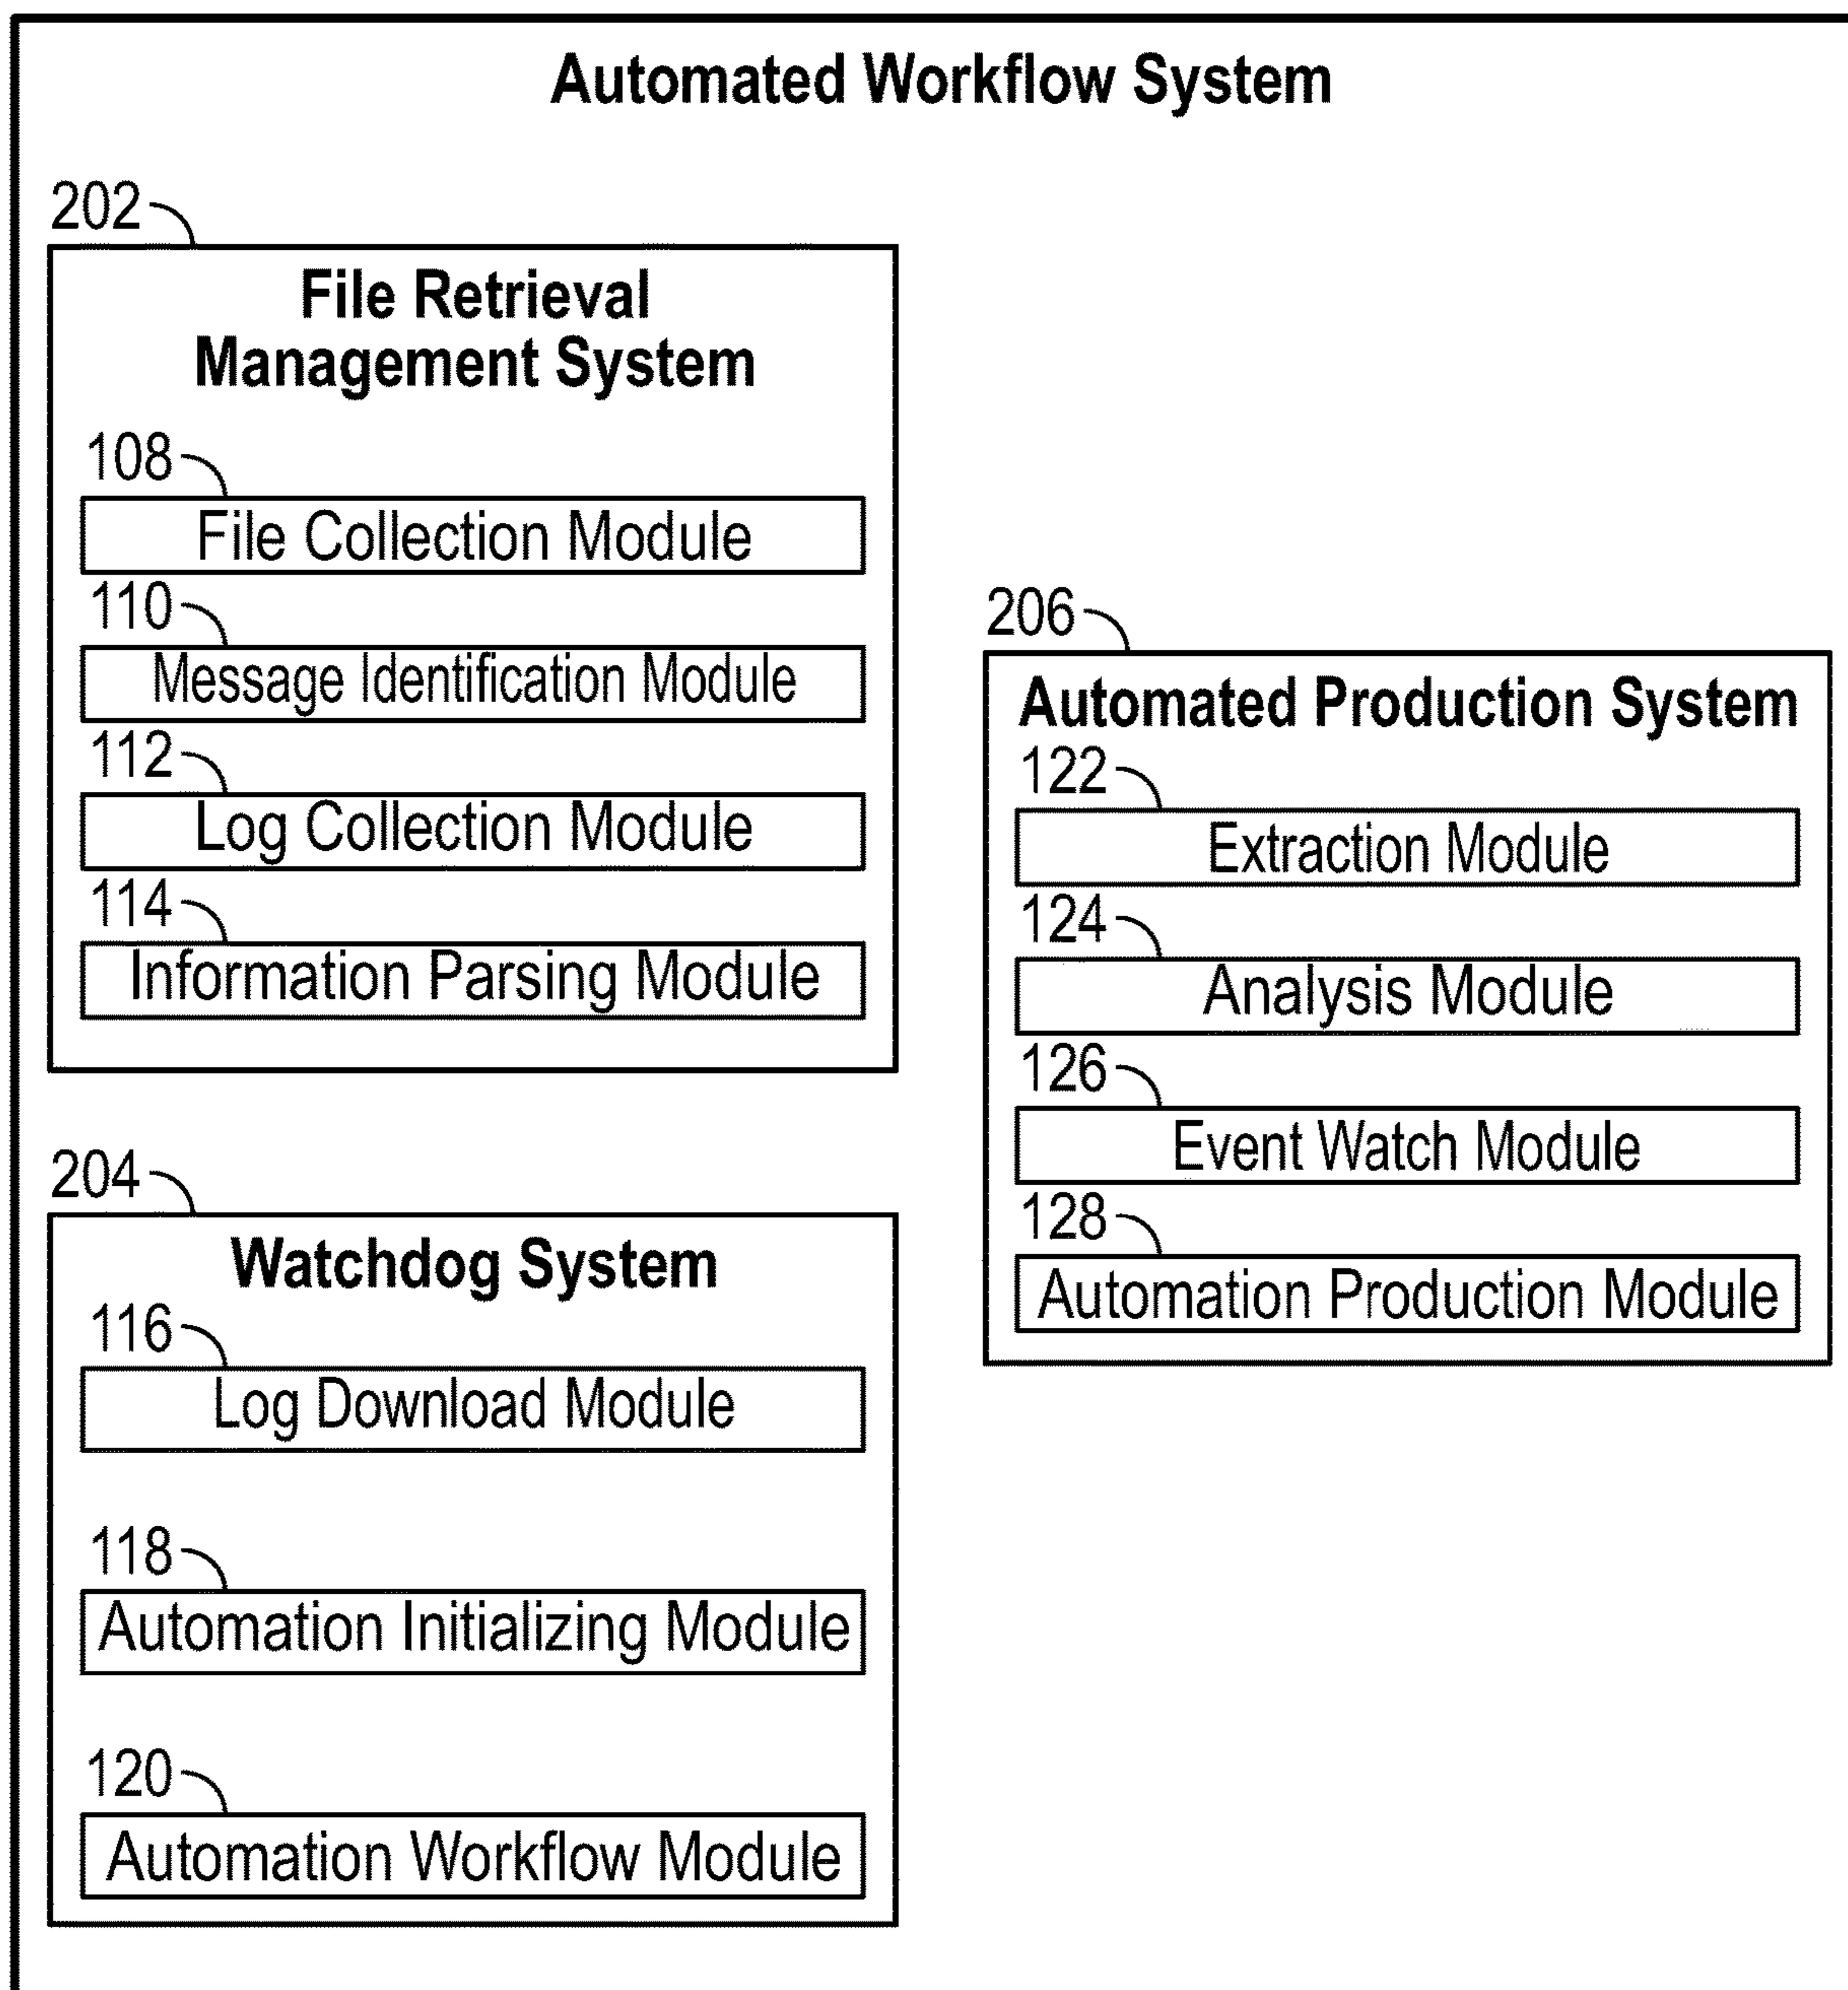 Automated Workflow System
202
File Retrieval
Management System
108
File Collection Module
110
Message Identification Module
112
Log Collection Module
114
Information Parsing Module
204
Watchdog System
116
Log Download Module
118
Automation Initializing Module
120
Automation Workflow Module
206
Automated Production System
122
Extraction Module
124
Analysis Module
126
Event Watch Module
128
Automation Production Module